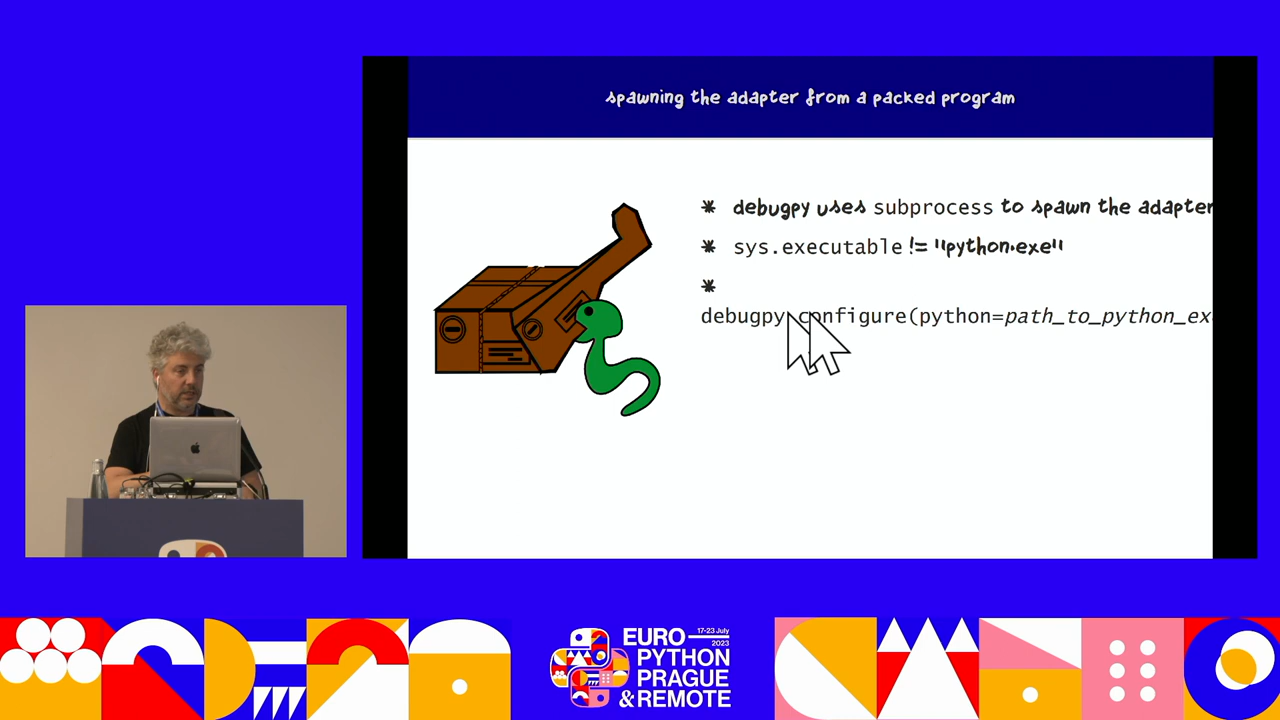 spawning the adapter from a packed program
* debugpy uses subprocess to spawn the adapter
* sys.executable != "python.exe"
*
debugpy.configure(python=path_to_python_ex
17-23 July
2023
EURO
PYTHON
PRAGUE
& REMOTE